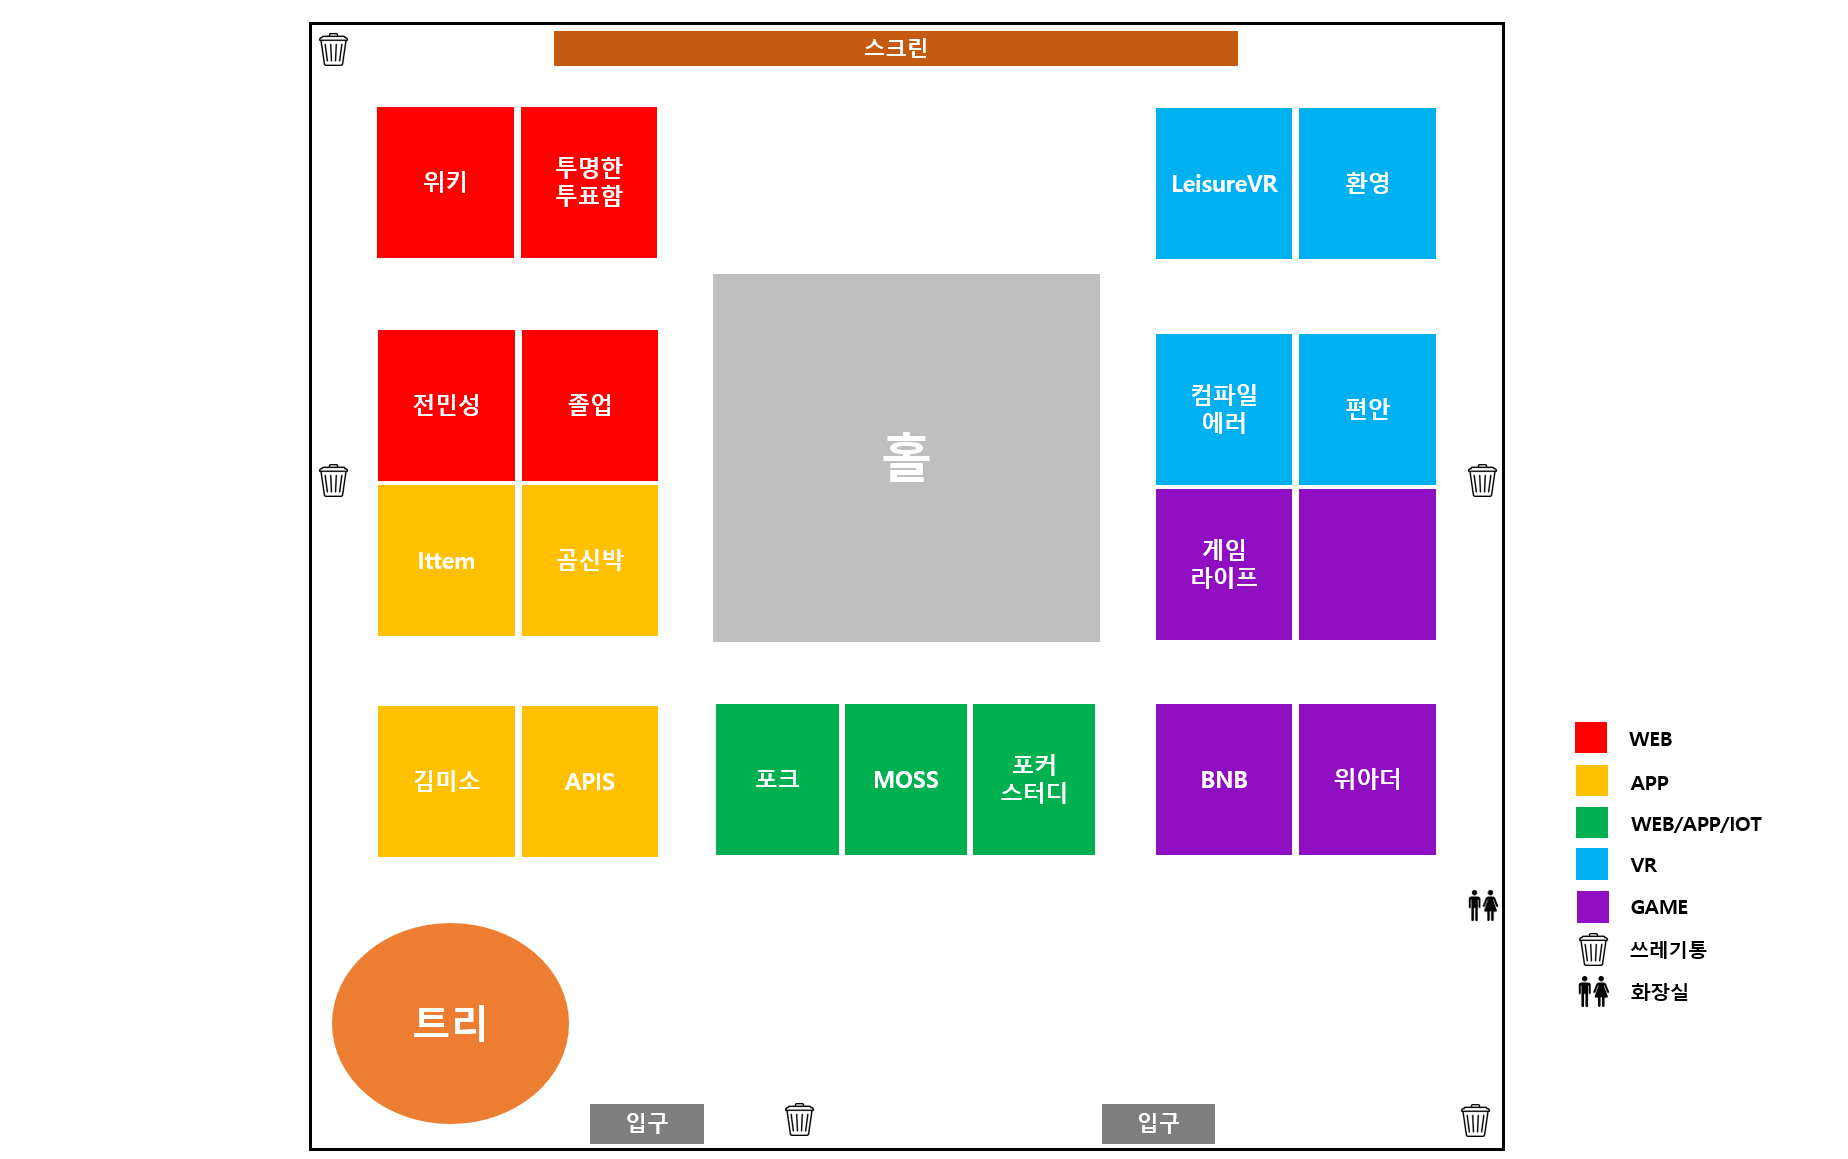 스크린
위키
투명한
투표함
LeisureVR
환영
전민성
졸업
홀
컴파일
에러
편안
Ittem
곰신박
게임
라이프
김미소
APIS
포크
MOSS
포커
스터디
BNB
위아더
트리
입구
입구
WEB
APP
WEB/APP/IOT
VR
GAME
쓰레기통
화장실